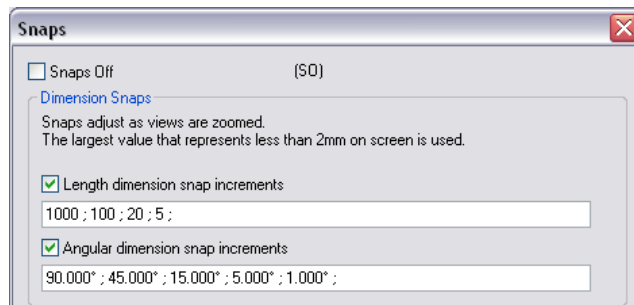 Snaps
Snaps Off (SO)
Dimension Snaps
Snaps adjust as views are zoomed.
The largest value that represents less than 2mm on screen is used.
Length dimension snap increments
1000 ; 100 ; 20 ; 5 ;
Angular dimension snap increments
90.000° ; 45.000° ; 15.000° ; 5.000° ; 1.000° ;